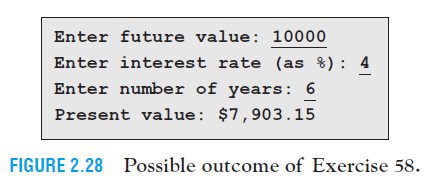 Enter future value: 10000
Enter interest rate (as %): 4
Enter number of years: 6
Present value: $7,903.15
FIGURE 2.28 Possible outcome of Exercise 58.